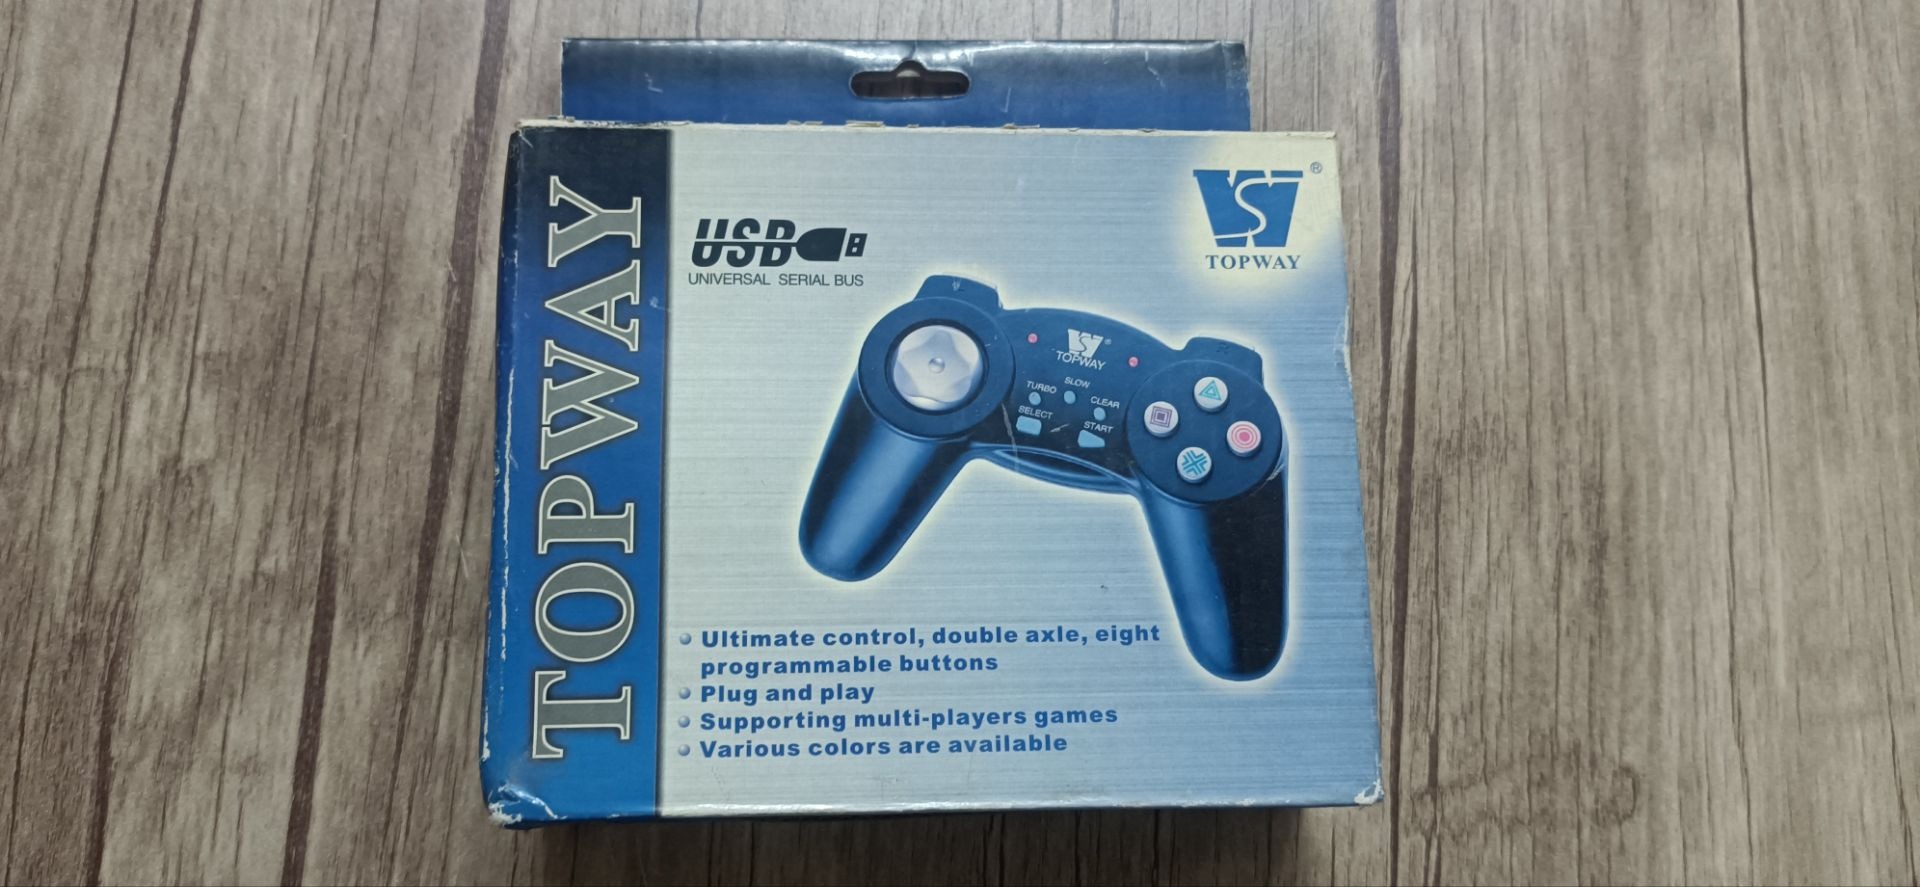 TOPWAY
USB
UNIVERSAL SERIAL BUS
®
TOPWAY
®
TOPWAY
TURBO
SLOW
CLEAR
SELECT
START
Ultimate control, double axle, eight
programmable buttons
Plug and play
Supporting multi-players games
Various colors are available